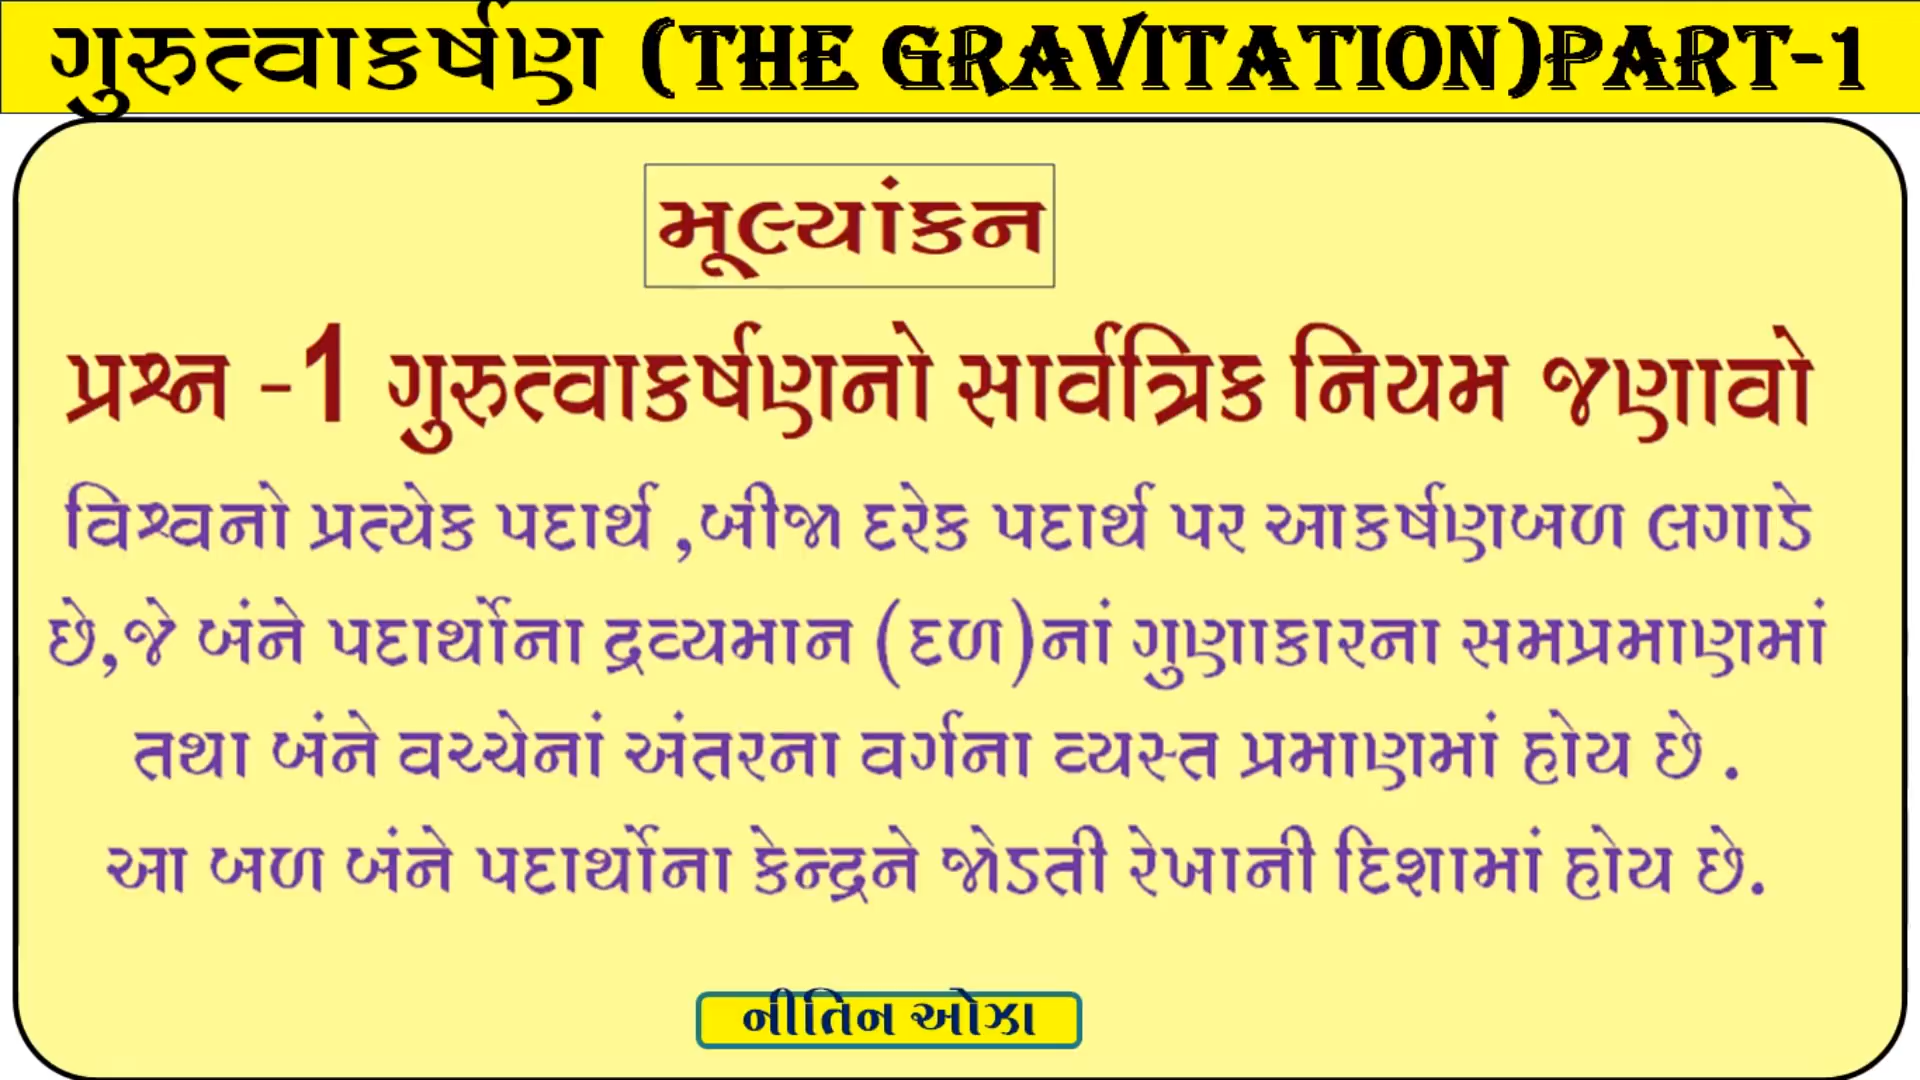 ગુરુત્વાકર્ષણ (THE GRAVITATION)PART-1
મૂલ્યાંકન
પ્રશ્ન -1 ગુરુત્વાકર્ષણનો સાર્વત્રિક નિયમ જણાવો
વિશ્વનો પ્રત્યેક પદાર્થ ,બીજા દરેક પદાર્થ પર આકર્ષણબળ લગાડે
છે,જે બંને પદાર્થોના દ્રવ્યમાન (દળ)નાં ગુણાકારના સમપ્રમાણમાં
તથા બંને વચ્ચેનાં અંતરના વર્ગના વ્યસ્ત પ્રમાણમાં હોય છે .
આ બળ બંને પદાર્થોના કેન્દ્રને જોડતી રેખાની દિશામાં હોય છે.
નીતિન ઓઝા